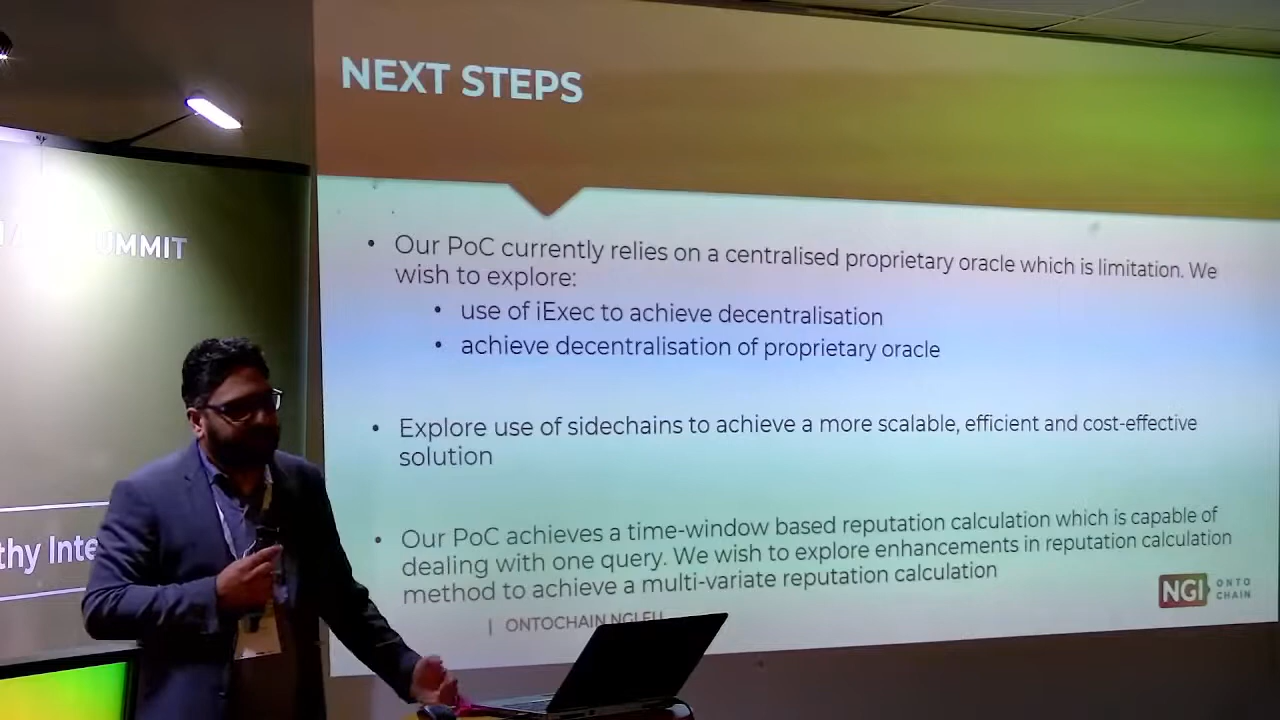 NEXT STEPS
UMMIT
• Our PoC currently relies on a centralised proprietary oracle which is limitation. We
wish to explore:
• use of iExec to achieve decentralisation
• achieve decentralisation of proprietary oracle
• Explore use of sidechains to achieve a more scalable, efficient and cost-effective
solution
thy Inte
• Our PoC achieves a time-window based reputation calculation which is capable of
dealing with one query. We wish to explore enhancements in reputation calculation
method to achieve a multi-variate reputation calculation
NGI ONTO
CHAIN
| ONTOCHAIN.NGI.EU